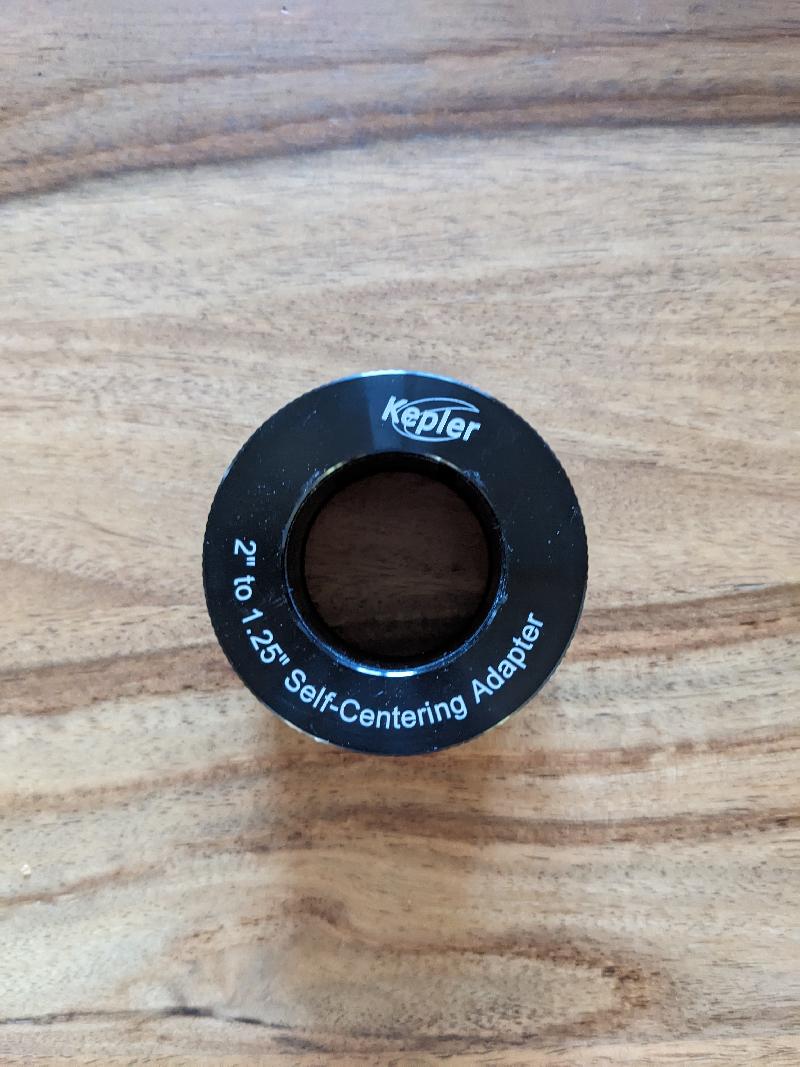 Kepler
2" to 1.25" Self-Centering Adapter